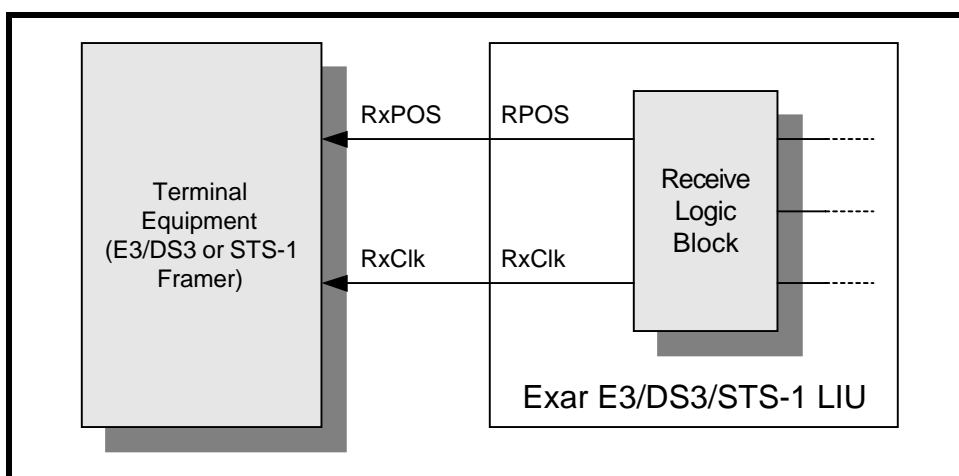 RxPOS
RPOS
Terminal
Equipment
(E3/DS3 or STS-1
Framer)
Receive
Logic
Block
RxClk
RxClk
Exar E3/DS3/STS-1 LIU